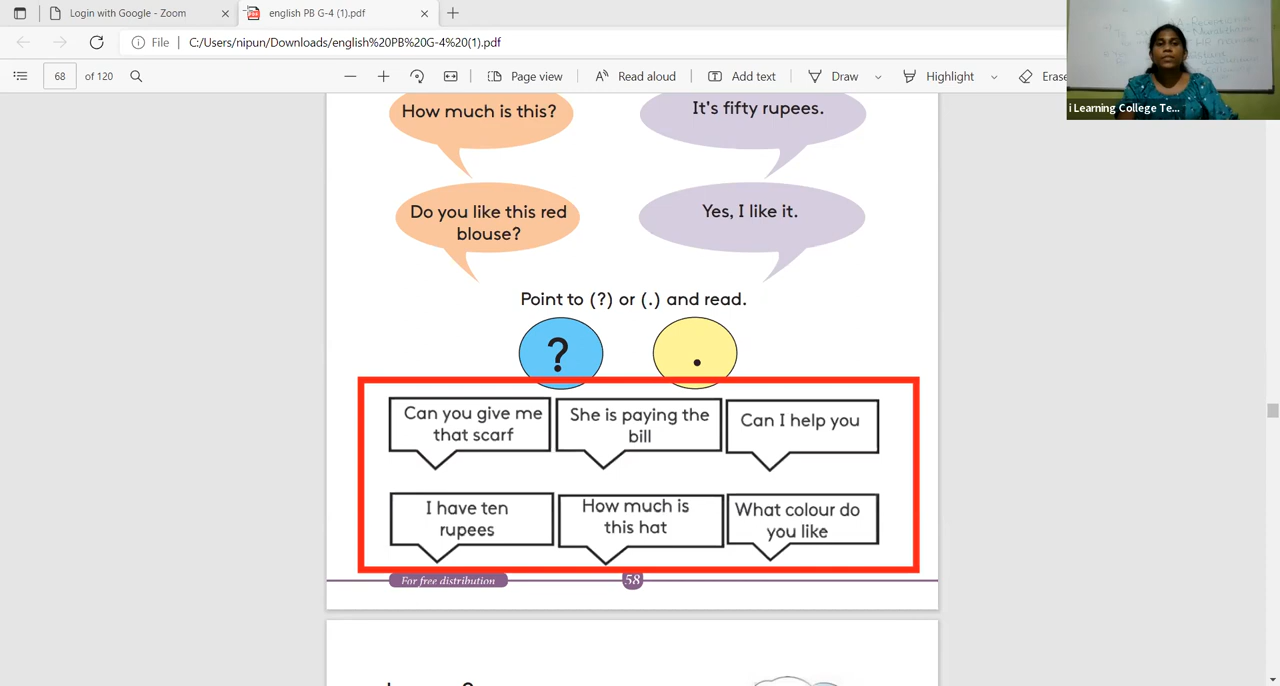 Login with Google - Zoom
english PB G-4 (1).pdf
File
C:/Users/nipun/Downloads/english%20PB%20G-4%20(1).pdf
68
of 120
Page view
Read aloud
Add text
Draw
Highlight
Erase
i Learning College Te...
How much is this?
It's fifty rupees.
Do you like this red
blouse?
Yes, I like it.
Point to (?) or (.) and read.
?
.
Can you give me
that scarf
She is paying the
bill
Can I help you
I have ten
rupees
How much is
this hat
What colour do
you like
For free distribution
58